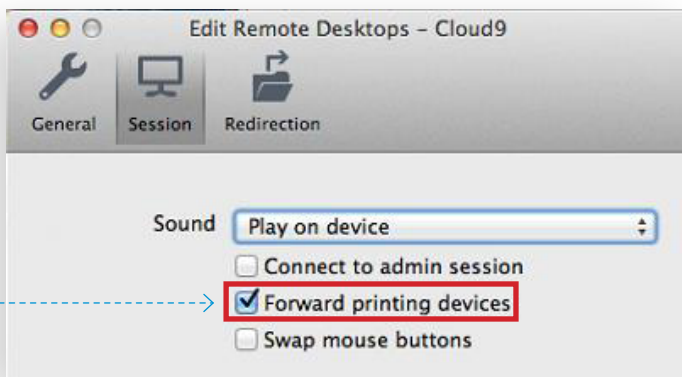 Edit Remote Desktops – Cloud9
General Session Redirection
Sound Play on device
Connect to admin session
Forward printing devices
Swap mouse buttons